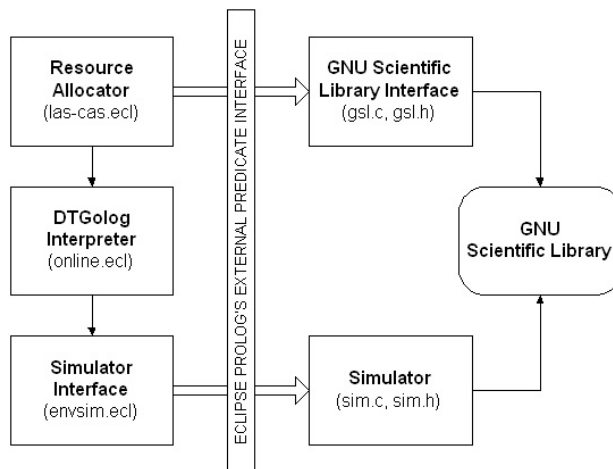 Resource
Allocator
(las-cas.ecl)
GNU Scientific
Library Interface
(gsl.c, gsl.h)
ECLIPSE PROLOG'S EXTERNAL PREDICATE INTERFACE
DTGolog
Interpreter
(online.ecl)
GNU
Scientific Library
Simulator
Interface
(envsim.ecl)
Simulator
(sim.c, sim.h)